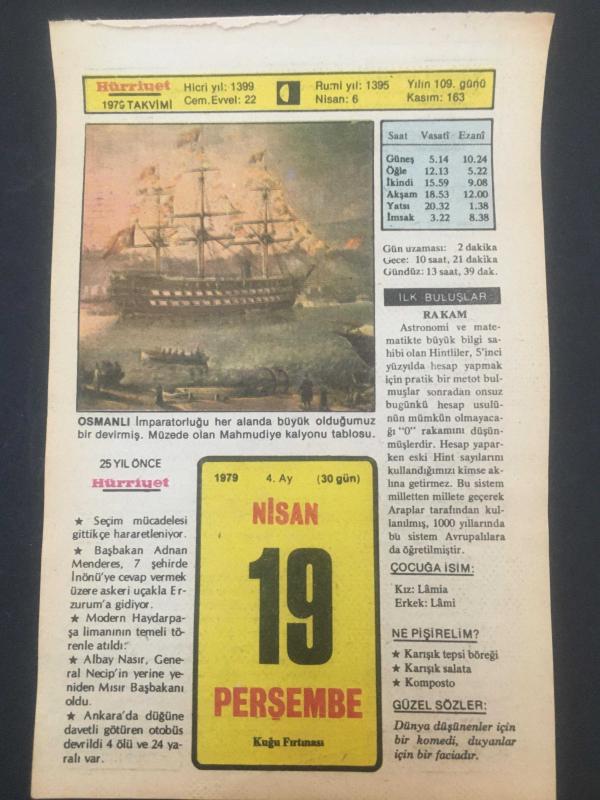 Hürriyet
1979 TAKVİMİ
Hicri yıl: 1399
Cem. Evvel: 22
Rumi yıl: 1395
Nisan: 6
Yılın 109. günü
Kasım: 163
Saat Vasatî Ezanî
Güneş 5.14 10.24
Öğle 12.13 5.22
İkindi 15.59 9.08
Akşam 18.53 12.00
Yatsı 20.32 1.38
İmsak 3.22 8.38
Gün uzaması: 2 dakika
Gece: 10 saat, 21 dakika
Gündüz: 13 saat, 39 dak.
OSMANLI İmparatorluğu her alanda büyük olduğumuz
bir devirmiş. Müzede olan Mahmudiye kalyonu tablosu.
İLK BULUŞLAR
RAKAM
Astronomi ve mate-
matikte büyük bilgi sa-
hibi olan Hintliler, 5'inci
yüzyılda hesap yapmak
için pratik bir metot bul-
muşlar sonradan onsuz
bugünkü hesap usulü-
nün mümkün olmayaca-
ğı "0" rakamını düşün-
müşlerdir. Hesap yapar-
ken eski Hint sayılarını
kullandığımızı kimse ak-
lına getirmez. Bu sistem
milletten millete geçerek
Araplar tarafından kul-
lanılmış, 1000 yıllarında
bu sistem Avrupalılara
da öğretilmiştir.
25 YIL ÖNCE
Hürriyet
★ Seçim mücadelesi
gittikçe hararetleniyor.
★ Başbakan Adnan
Menderes, 7 şehirde
İnönü'ye cevap vermek
üzere askeri uçakla Er-
zurum'a gidiyor.
★ Modern Haydarpa-
şa limanının temeli tö-
renle atıldı.
★ Albay Nasır, Gene-
ral Necip'in yerine ye-
niden Mısır Başbakanı
oldu.
★ Ankara'da düğüne
davetli götüren otobüs
devrildi 4 ölü ve 24 ya-
ralı var.
1979 4. Ay (30 gün)
NİSAN
19
PERŞEMBE
Kuğu Fırtınası
ÇOCUĞA İSİM:
Kız: Lâmia
Erkek: Lâmi
NE PİŞİRELİM?
★ Karışık tepsi böreği
★ Karışık salata
★ Komposto
GÜZEL SÖZLER:
Dünya düşünenler için
bir komedi, duyanlar
için bir faciadır.